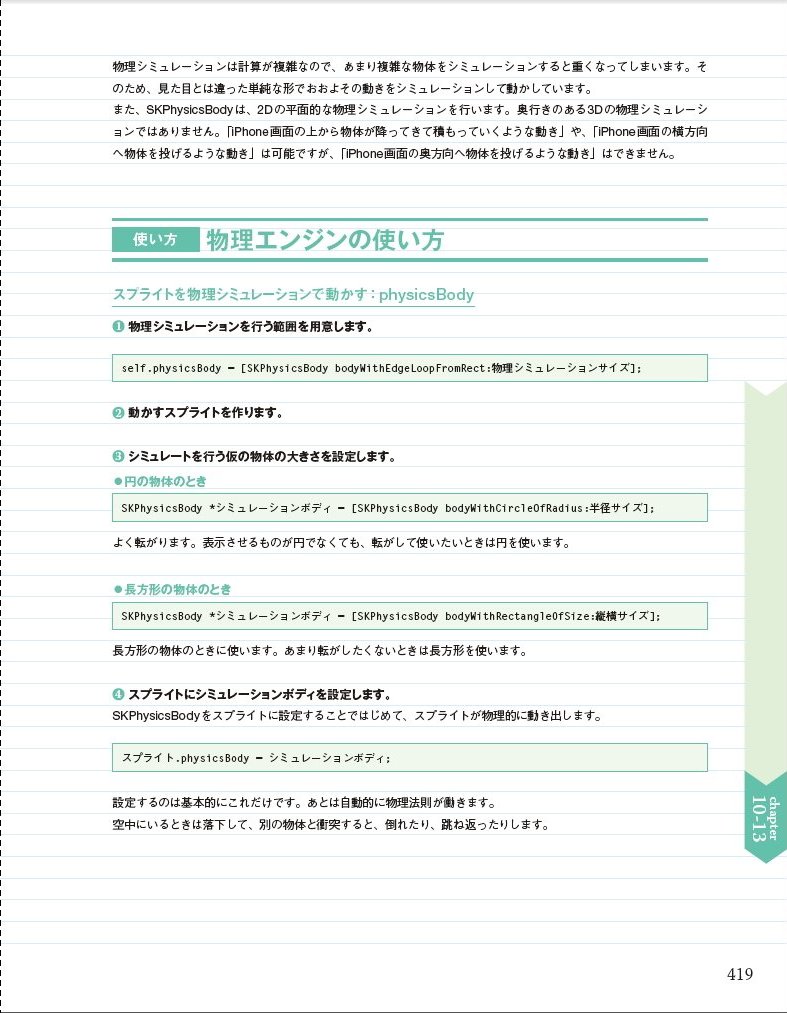 物理シミュレーションは計算が複雑なので、あまり複雑な物体をシミュレーションすると重くなってしまいます。そ
のため、見た目とは違った単純な形でおおよその動きをシミュレーションして動かしています。
また、SKPhysicsBodyは、2Dの平面的な物理シミュレーションを行います。奥行きのある3Dの物理シミュレーシ
ョンではありません。「iPhone画面の上から物体が降ってきて積もっていくような動き」や、「iPhone画面の横方向
へ物体を投げるような動き」は可能ですが、「iPhone画面の奥方向へ物体を投げるような動き」はできません。
使い方 物理エンジンの使い方
スプライトを物理シミュレーションで動かす：physicsBody
❶ 物理シミュレーションを行う範囲を用意します。
self.physicsBody = [SKPhysicsBody bodyWithEdgeLoopFromRect:物理シミュレーションサイズ];
❷ 動かすスプライトを作ります。
❸ シミュレートを行う仮の物体の大きさを設定します。
●円の物体のとき
SKPhysicsBody *シミュレーションボディ = [SKPhysicsBody bodyWithCircleOfRadius:半径サイズ];
よく転がります。表示させるものが円でなくても、転がして使いたいときは円を使います。
●長方形の物体のとき
SKPhysicsBody *シミュレーションボディ = [SKPhysicsBody bodyWithRectangleOfSize:縦横サイズ];
長方形の物体のときに使います。あまり転がしたくないときは長方形を使います。
❹ スプライトにシミュレーションボディを設定します。
SKPhysicsBodyをスプライトに設定することではじめて、スプライトが物理的に動き出します。
スプライト.physicsBody = シミュレーションボディ;
設定するのは基本的にこれだけです。あとは自動的に物理法則が働きます。
空中にいるときは落下して、別の物体と衝突すると、倒れたり、跳ね返ったりします。
chapter
10-13
419